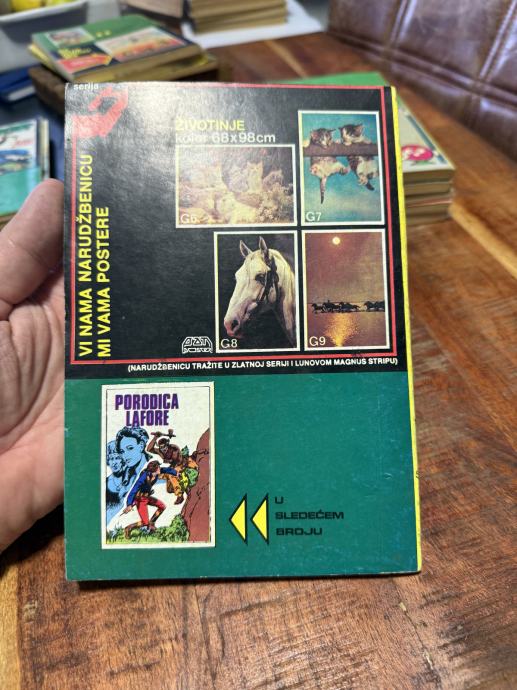 serija
2
VI NAMA NARUDŽBENICU
MI VAMA POSTERE
ŽIVOTINJE
kolor 68x98cm
G6
G7
G8
G9
(NARUDŽBENICU TRAŽITE U ZLATNOJ SERIJI I LUNOVOM MAGNUS STRIPU)
PORODICA
LAFORE
U
SLEDEĆEM
BROJU